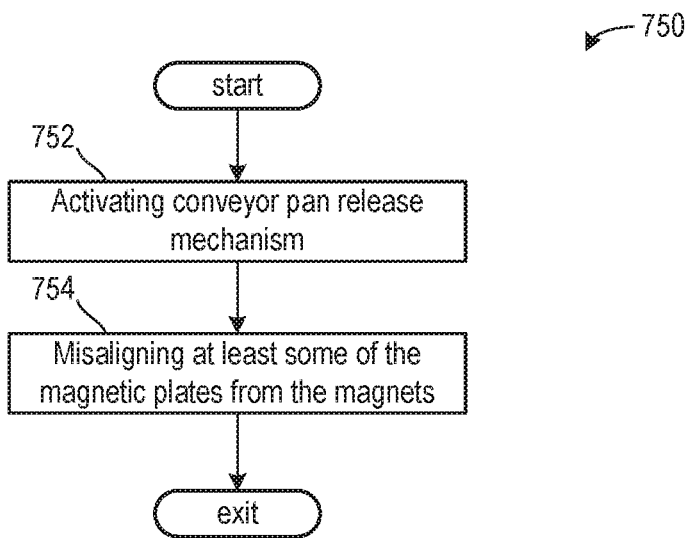 750
start
752
Activating conveyor pan release
mechanism
754
Misaligning at least some of the
magnetic plates from the magnets
exit